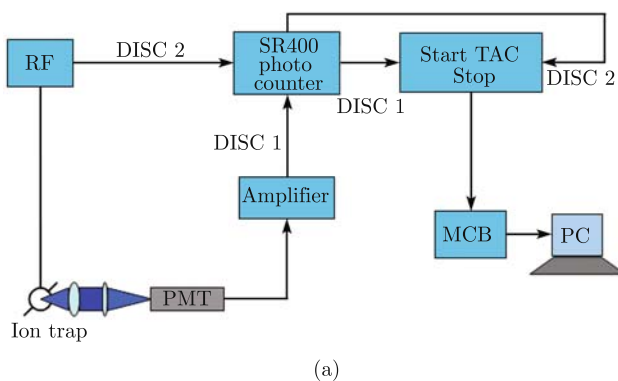 RF
DISC 2
SR400
photo
counter
DISC 1
Start TAC
Stop
DISC 2
DISC 1
Amplifier
MCB
PC
PMT
Ion trap
(a)